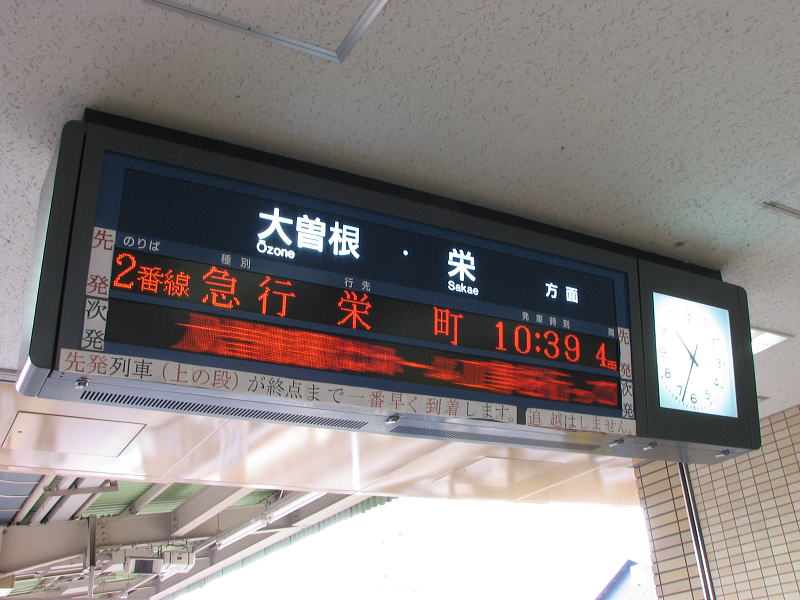 大曽根 ・ 栄 方面
Ōzone Sakae
先発 のりば 種別 行先 発車時刻 両 先発
2番線 急行 栄町 10:39 4両
次発 次発
先発列車(上の段)が終点まで一番早く到着します。追越はしません。